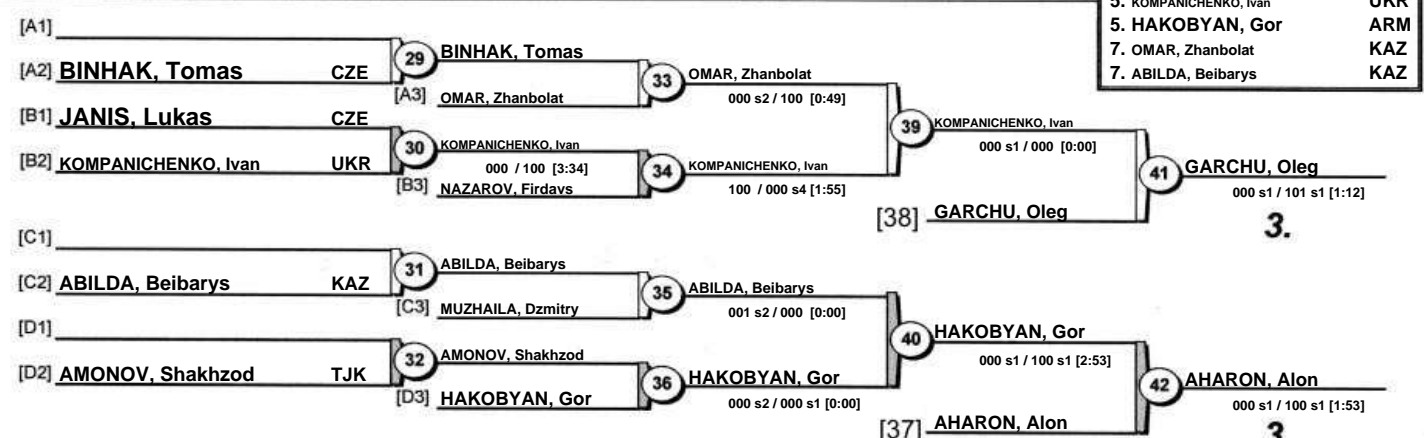 5. KOMPANICHENKO, Ivan UKR
5. HAKOBYAN, Gor ARM
7. OMAR, Zhanbolat KAZ
7. ABILDA, Beibarys KAZ
[A1]
[A2] BINHAK, Tomas CZE
29 BINHAK, Tomas
[A3] OMAR, Zhanbolat
33 OMAR, Zhanbolat
000 s2 / 100 [0:49]
[B1] JANIS, Lukas CZE
[B2] KOMPANICHENKO, Ivan UKR
30 KOMPANICHENKO, Ivan
000 / 100 [3:34]
[B3] NAZAROV, Firdavs
34 KOMPANICHENKO, Ivan
100 / 000 s4 [1:55]
39 KOMPANICHENKO, Ivan
000 s1 / 000 [0:00]
[38] GARCHU, Oleg
41 GARCHU, Oleg
000 s1 / 101 s1 [1:12]
3.
[C1]
[C2] ABILDA, Beibarys KAZ
31 ABILDA, Beibarys
[C3] MUZHAILA, Dzmitry
35 ABILDA, Beibarys
001 s2 / 000 [0:00]
[D1]
[D2] AMONOV, Shakhzod TJK
32 AMONOV, Shakhzod
[D3] HAKOBYAN, Gor
36 HAKOBYAN, Gor
000 s2 / 000 s1 [0:00]
40 HAKOBYAN, Gor
000 s1 / 100 s1 [2:53]
[37] AHARON, Alon
42 AHARON, Alon
000 s1 / 100 s1 [1:53]
3